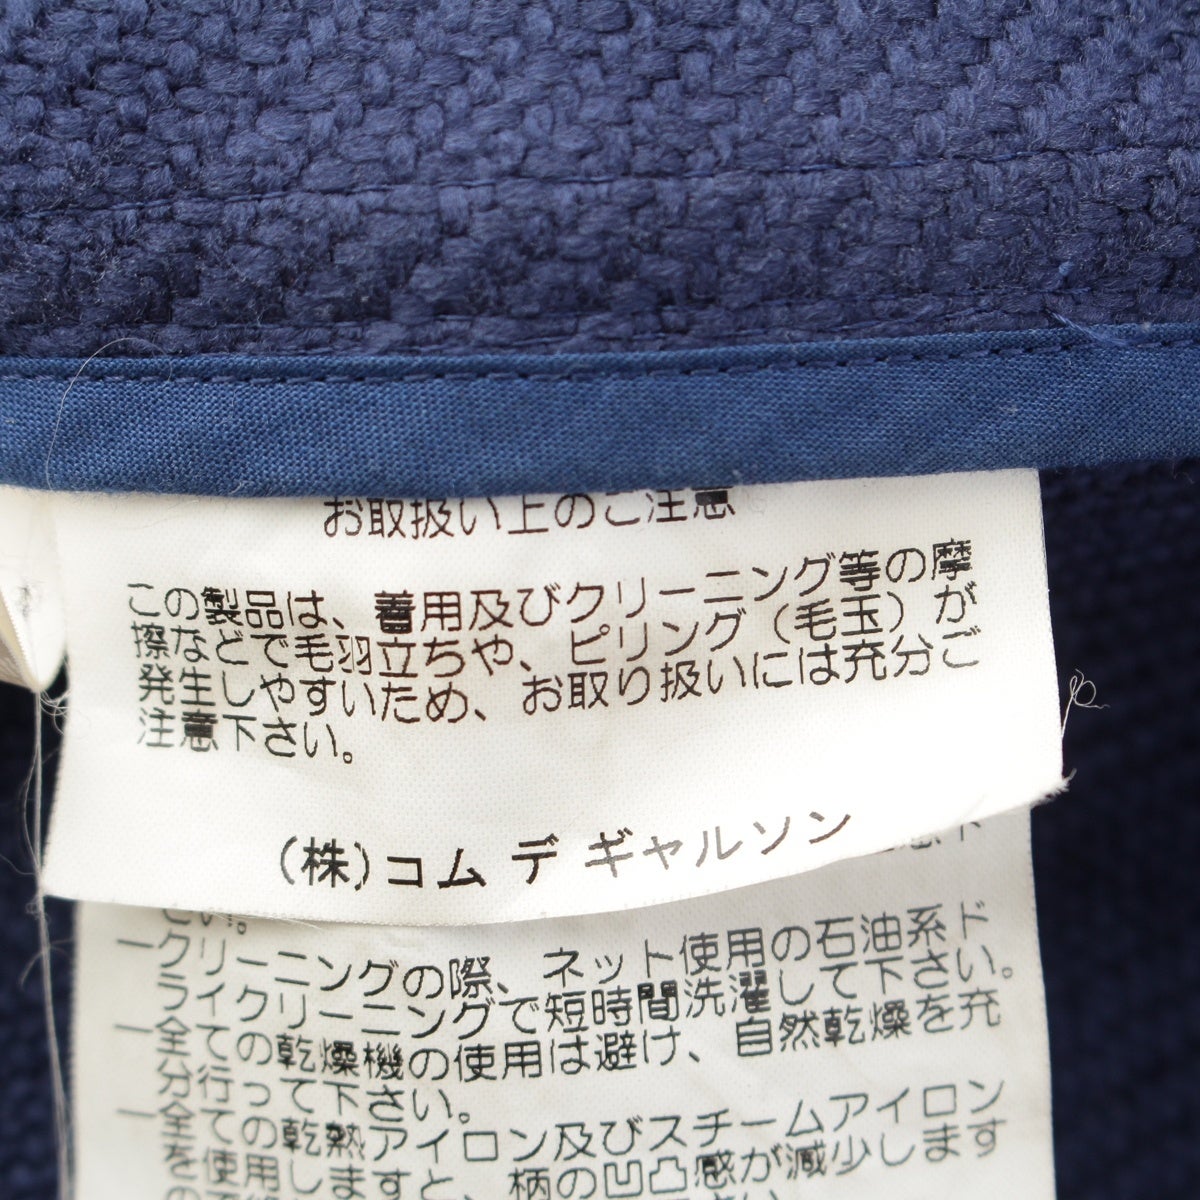 お取扱い上のご注意
この製品は、着用及びクリーニング等の摩
擦などで毛羽立ちや、ピリング（毛玉）が
発生しやすいため、お取り扱いには充分ご
注意下さい。
(株)コム デ ギャルソン
さい。
ークリーニングの際、ネット使用の石油系ド
ライクリーニングで短時間洗濯して下さい。
一全ての乾燥機の使用は避け、自然乾燥を充
分行って下さい。
一全ての乾熱アイロン及びスチームアイロン
を使用しますと、柄の凹凸感が減少します